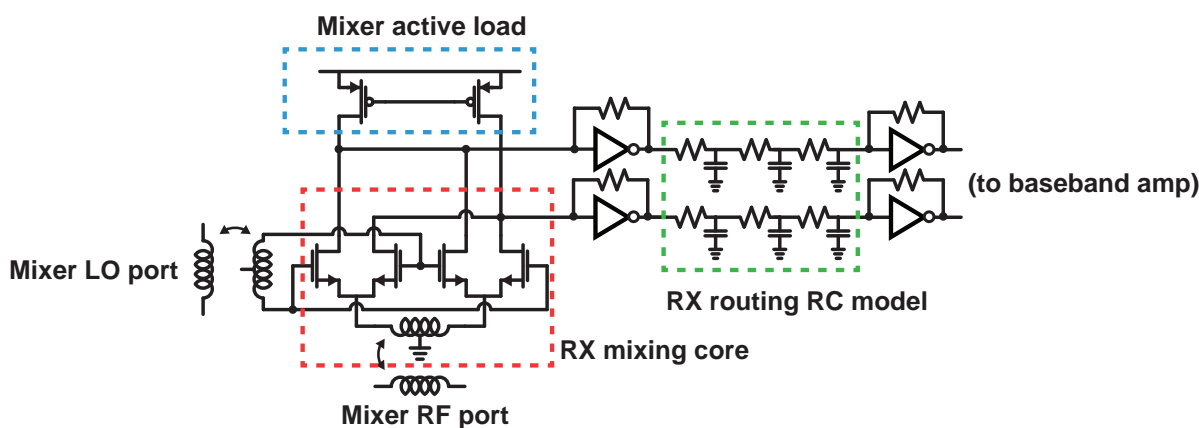 Mixer active load
(to baseband amp)
Mixer LO port
RX routing RC model
RX mixing core
Mixer RF port